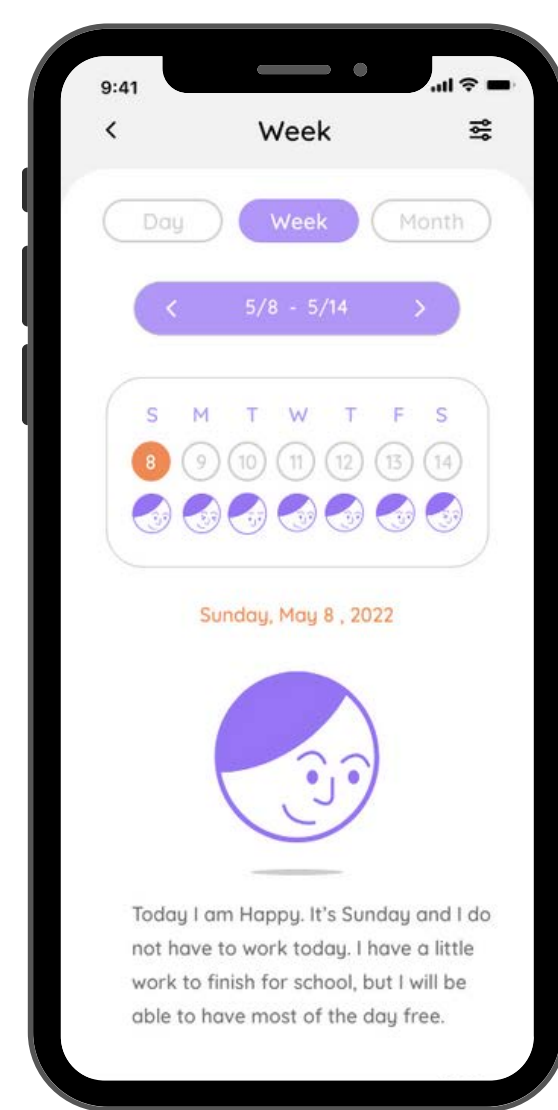 9:41
Week
Day Week Month
5/8 - 5/14
S M T W T F S
8 9 10 11 12 13 14
Sunday, May 8 , 2022
Today I am Happy. It's Sunday and I do
not have to work today. I have a little
work to finish for school, but I will be
able to have most of the day free.